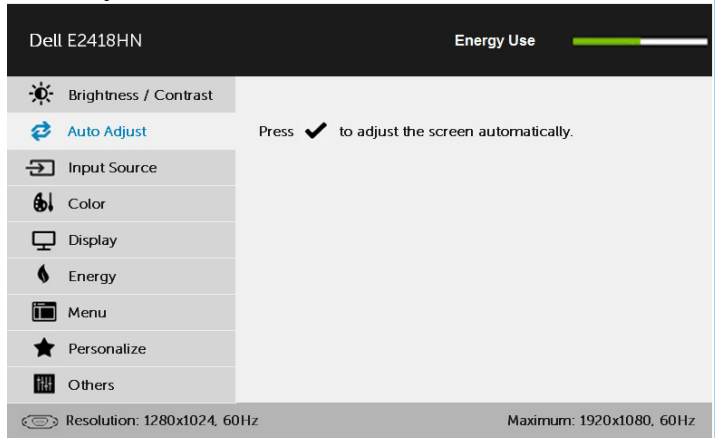 Dell E2418HN Energy Use
Brightness / Contrast
Auto Adjust Press ✔ to adjust the screen automatically.
Input Source
Color
Display
Energy
Menu
Personalize
Others
Resolution: 1280x1024, 60Hz Maximum: 1920x1080, 60Hz